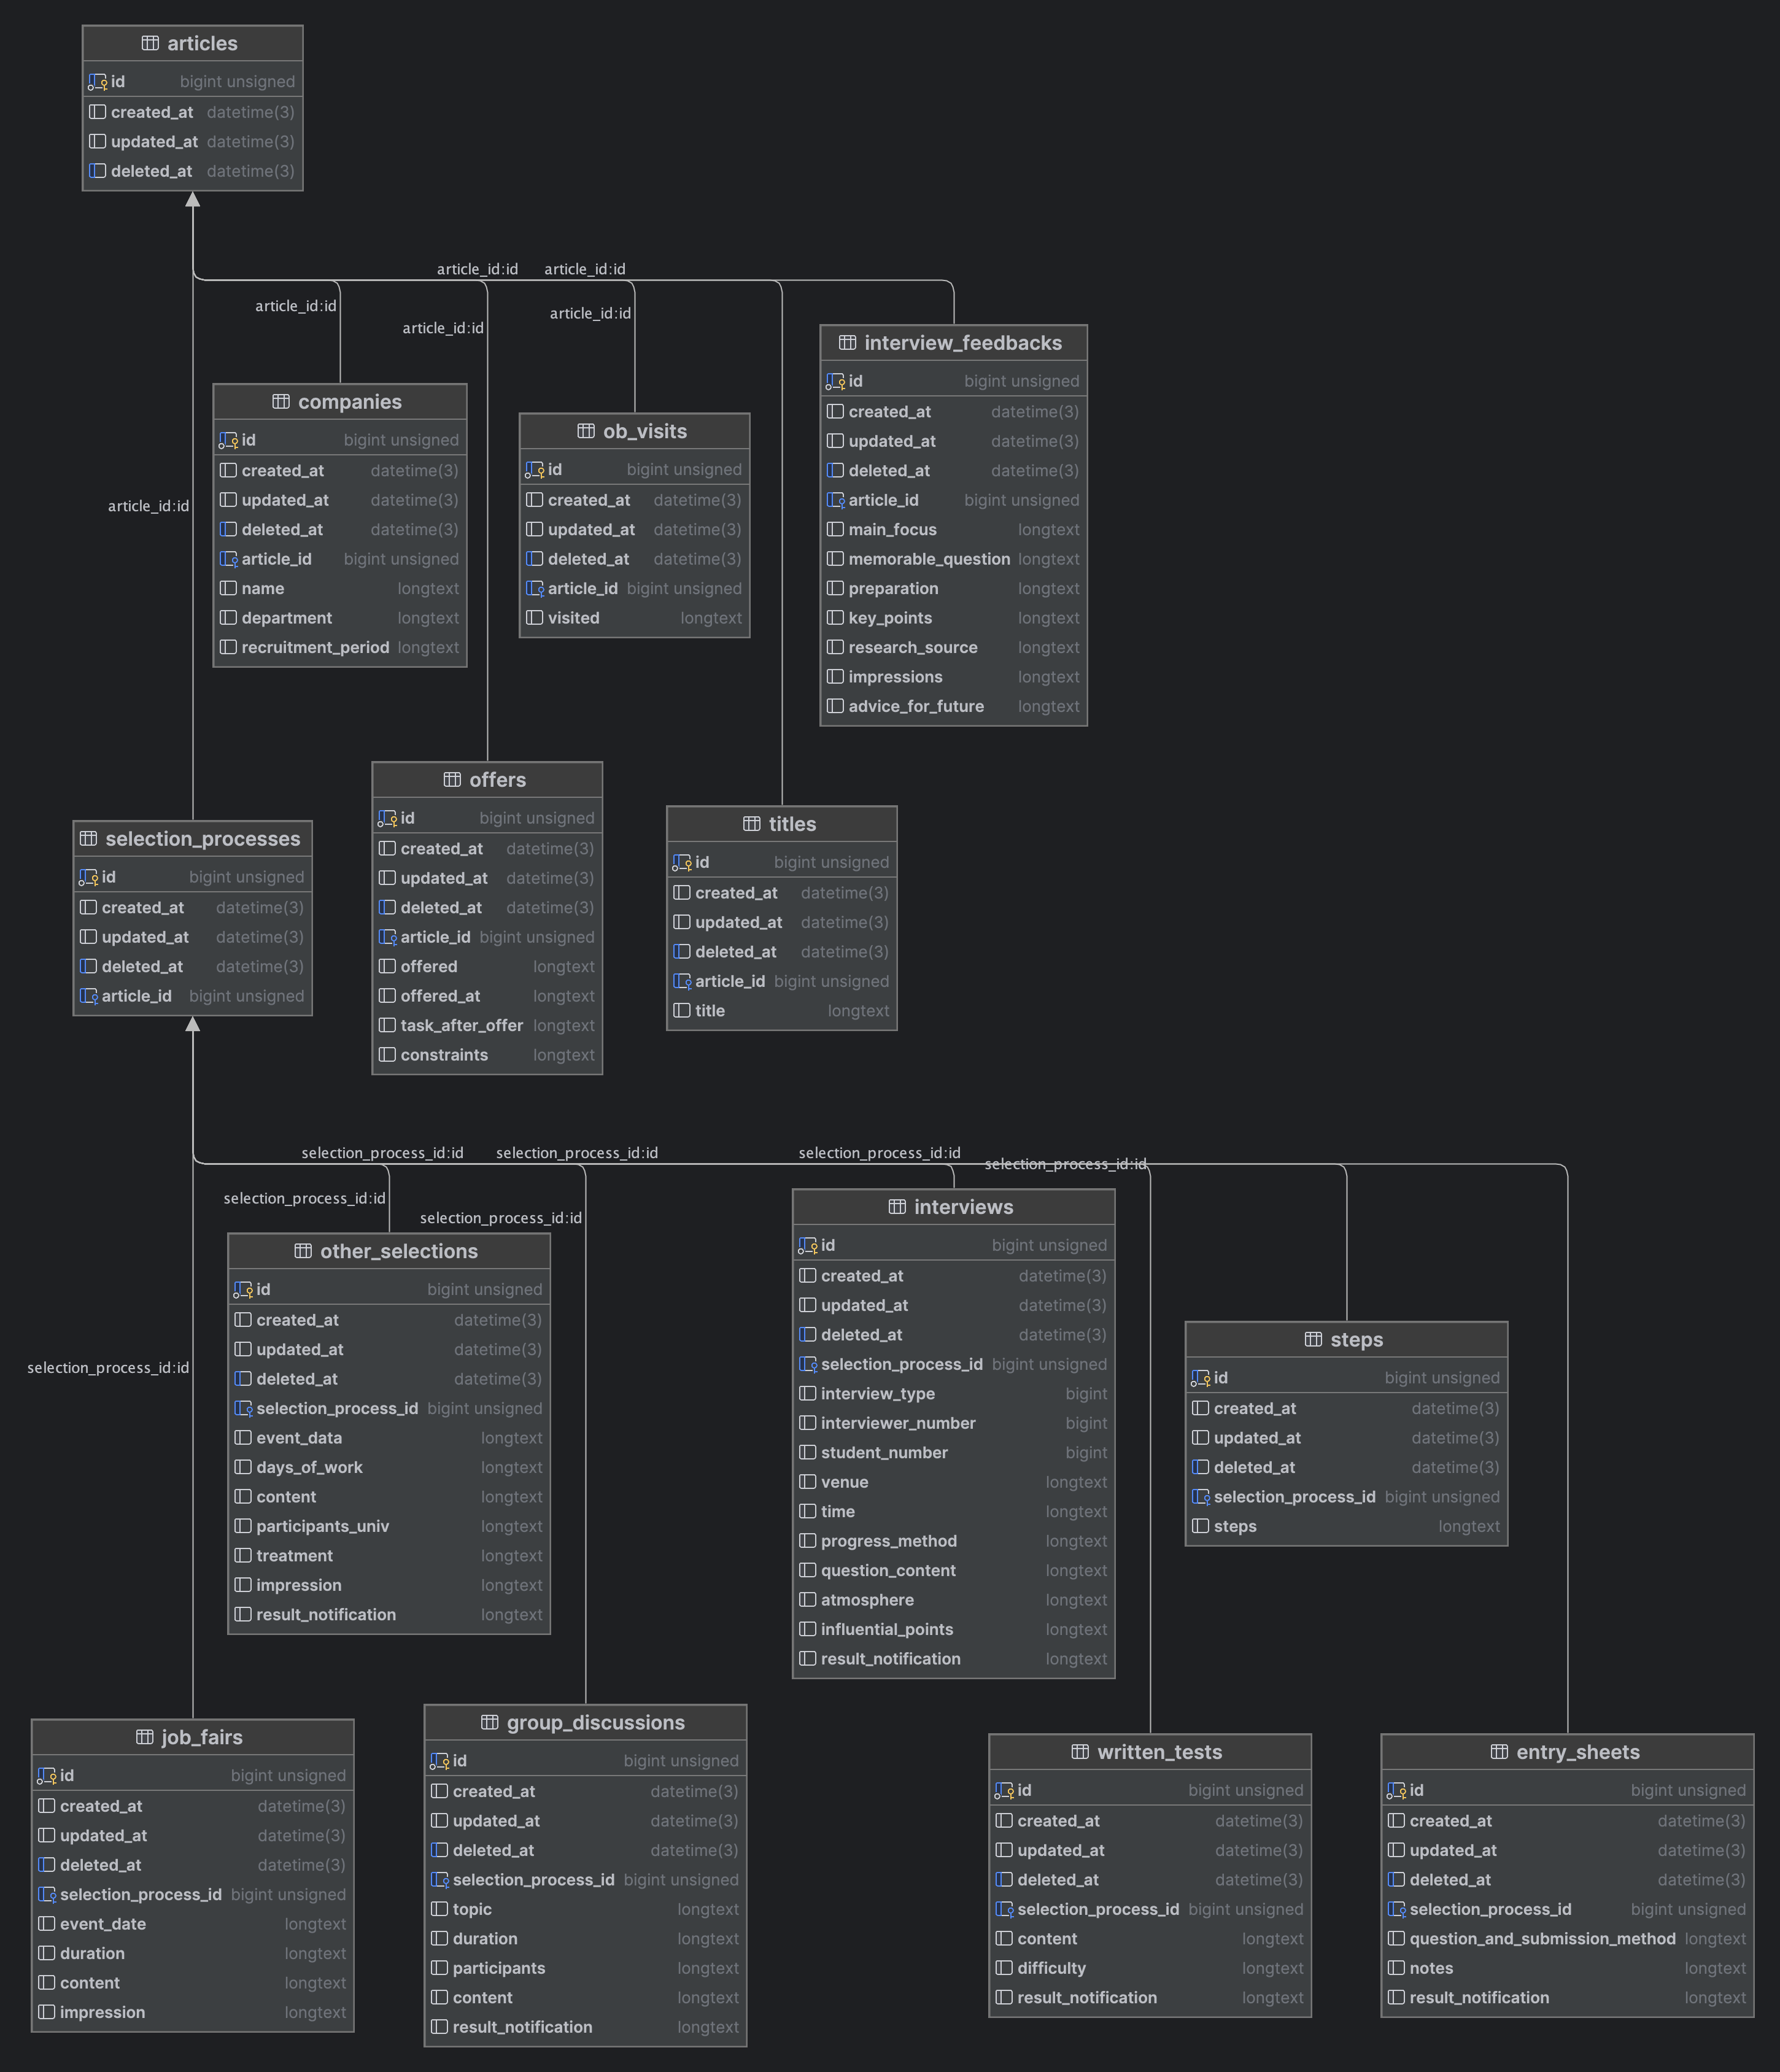 articles
id bigint unsigned
created_at datetime(3)
updated_at datetime(3)
deleted_at datetime(3)
article_id:id article_id:id
article_id:id
article_id:id
article_id:id
article_id:id
interview_feedbacks
id bigint unsigned
created_at datetime(3)
updated_at datetime(3)
deleted_at datetime(3)
article_id bigint unsigned
main_focus longtext
memorable_question longtext
preparation longtext
key_points longtext
research_source longtext
impressions longtext
advice_for_future longtext
companies
id bigint unsigned
created_at datetime(3)
updated_at datetime(3)
deleted_at datetime(3)
article_id bigint unsigned
name longtext
department longtext
recruitment_period longtext
ob_visits
id bigint unsigned
created_at datetime(3)
updated_at datetime(3)
deleted_at datetime(3)
article_id bigint unsigned
visited longtext
offers
id bigint unsigned
created_at datetime(3)
updated_at datetime(3)
deleted_at datetime(3)
article_id bigint unsigned
offered longtext
offered_at longtext
task_after_offer longtext
constraints longtext
titles
id bigint unsigned
created_at datetime(3)
updated_at datetime(3)
deleted_at datetime(3)
article_id bigint unsigned
title longtext
selection_processes
id bigint unsigned
created_at datetime(3)
updated_at datetime(3)
deleted_at datetime(3)
article_id bigint unsigned
selection_process_id:id selection_process_id:id selection_process_id:id
selection_process_id:id
selection_process_id:id
selection_process_id:id
selection_process_id:id
interviews
id bigint unsigned
created_at datetime(3)
updated_at datetime(3)
deleted_at datetime(3)
selection_process_id bigint unsigned
interview_type bigint
interviewer_number bigint
student_number bigint
venue longtext
time longtext
progress_method longtext
question_content longtext
atmosphere longtext
influential_points longtext
result_notification longtext
other_selections
id bigint unsigned
created_at datetime(3)
updated_at datetime(3)
deleted_at datetime(3)
selection_process_id bigint unsigned
event_data longtext
days_of_work longtext
content longtext
participants_univ longtext
treatment longtext
impression longtext
result_notification longtext
steps
id bigint unsigned
created_at datetime(3)
updated_at datetime(3)
deleted_at datetime(3)
selection_process_id bigint unsigned
steps longtext
job_fairs
id bigint unsigned
created_at datetime(3)
updated_at datetime(3)
deleted_at datetime(3)
selection_process_id bigint unsigned
event_date longtext
duration longtext
content longtext
impression longtext
group_discussions
id bigint unsigned
created_at datetime(3)
updated_at datetime(3)
deleted_at datetime(3)
selection_process_id bigint unsigned
topic longtext
duration longtext
participants longtext
content longtext
result_notification longtext
written_tests
id bigint unsigned
created_at datetime(3)
updated_at datetime(3)
deleted_at datetime(3)
selection_process_id bigint unsigned
content longtext
difficulty longtext
result_notification longtext
entry_sheets
id bigint unsigned
created_at datetime(3)
updated_at datetime(3)
deleted_at datetime(3)
selection_process_id bigint unsigned
question_and_submission_method longtext
notes longtext
result_notification longtext